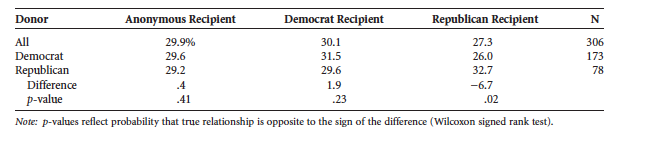 Donor Anonymous Recipient Democrat Recipient Republican Recipient N
All 29.9% 30.1 27.3 306
Democrat 29.6 31.5 26.0 173
Republican 29.2 29.6 32.7 78
Difference .4 1.9 −6.7
p-value .41 .23 .02
Note: p-values reflect probability that true relationship is opposite to the sign of the difference (Wilcoxon signed rank test).